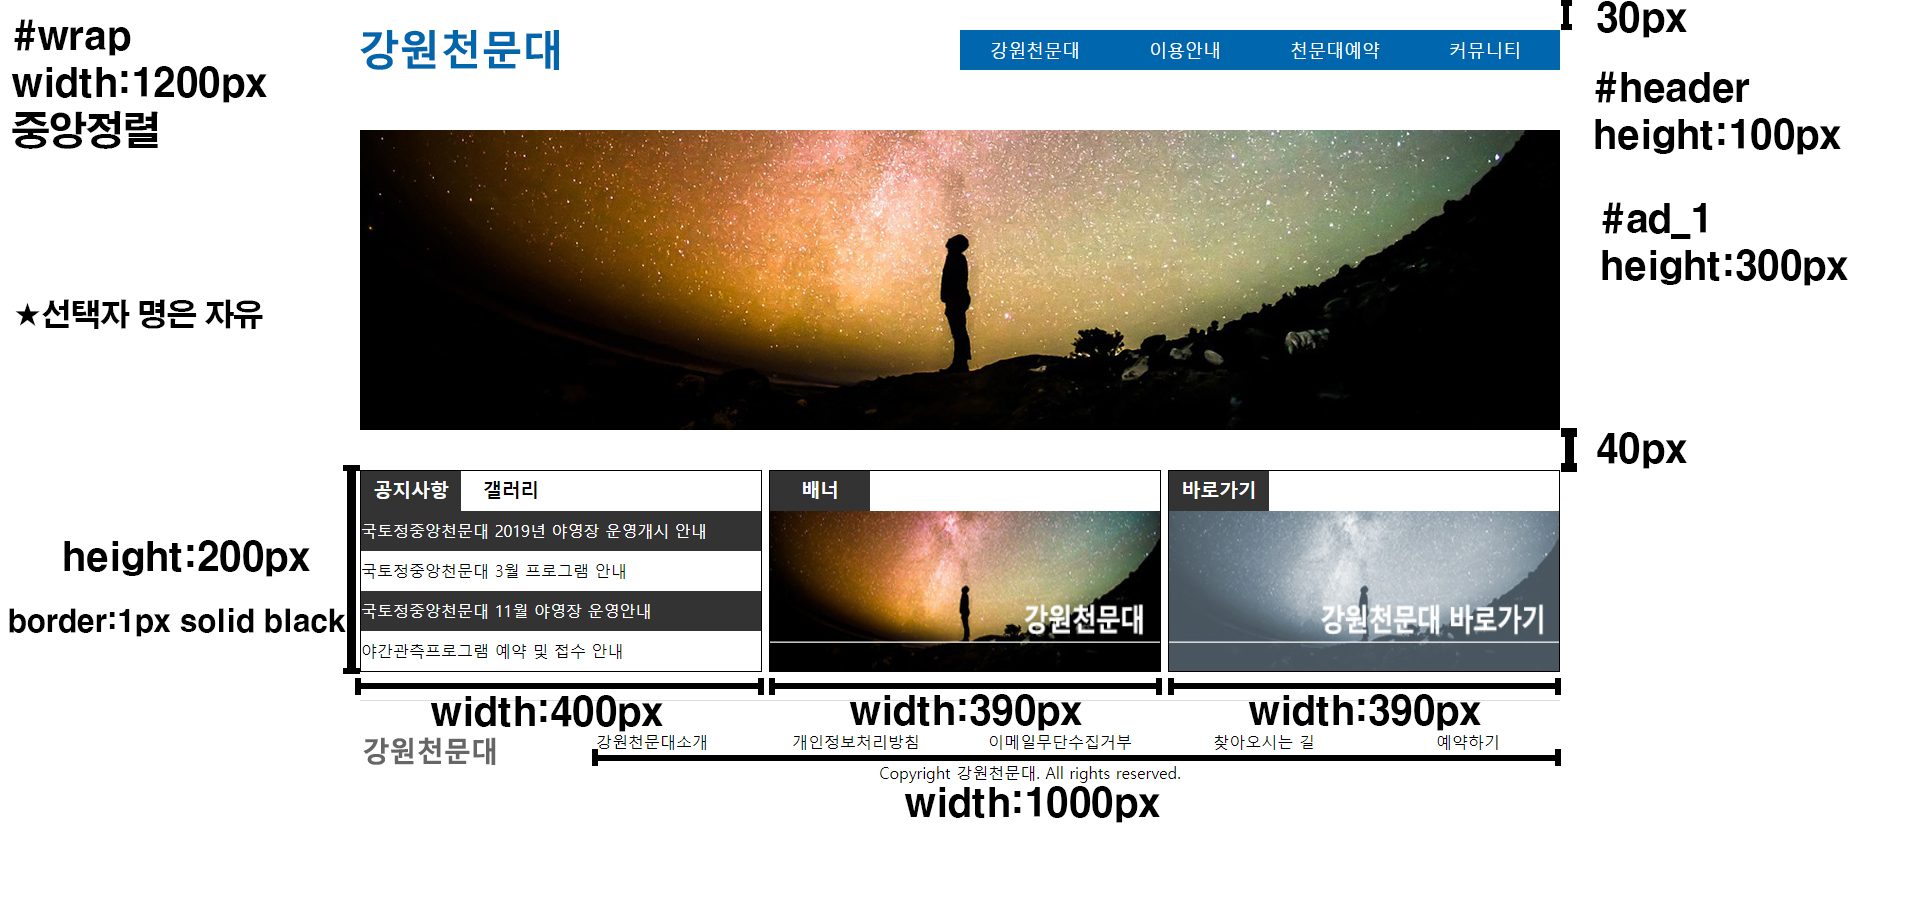 #wrap
width:1200px
중앙정렬
★선택자 명은 자유
강원천문대
강원천문대 이용안내 천문대예약 커뮤니티
30px
#header
height:100px
#ad_1
height:300px
40px
height:200px
border:1px solid black
공지사항 갤러리
국토정중앙천문대 2019년 야영장 운영개시 안내
국토정중앙천문대 3월 프로그램 안내
국토정중앙천문대 11월 야영장 운영안내
야간관측프로그램 예약 및 접수 안내
배너
강원천문대
바로가기
강원천문대 바로가기
width:400px
width:390px
width:390px
강원천문대
강원천문대소개 개인정보처리방침 이메일무단수집거부 찾아오시는 길 예약하기
Copyright 강원천문대. All rights reserved.
width:1000px